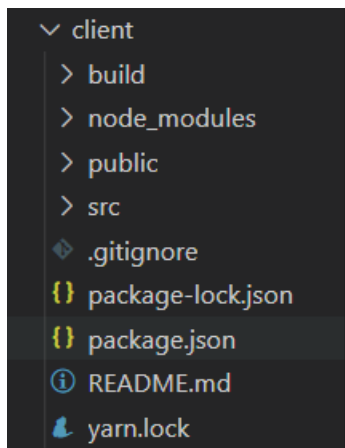 client
build
node_modules
public
src
.gitignore
package-lock.json
package.json
README.md
yarn.lock